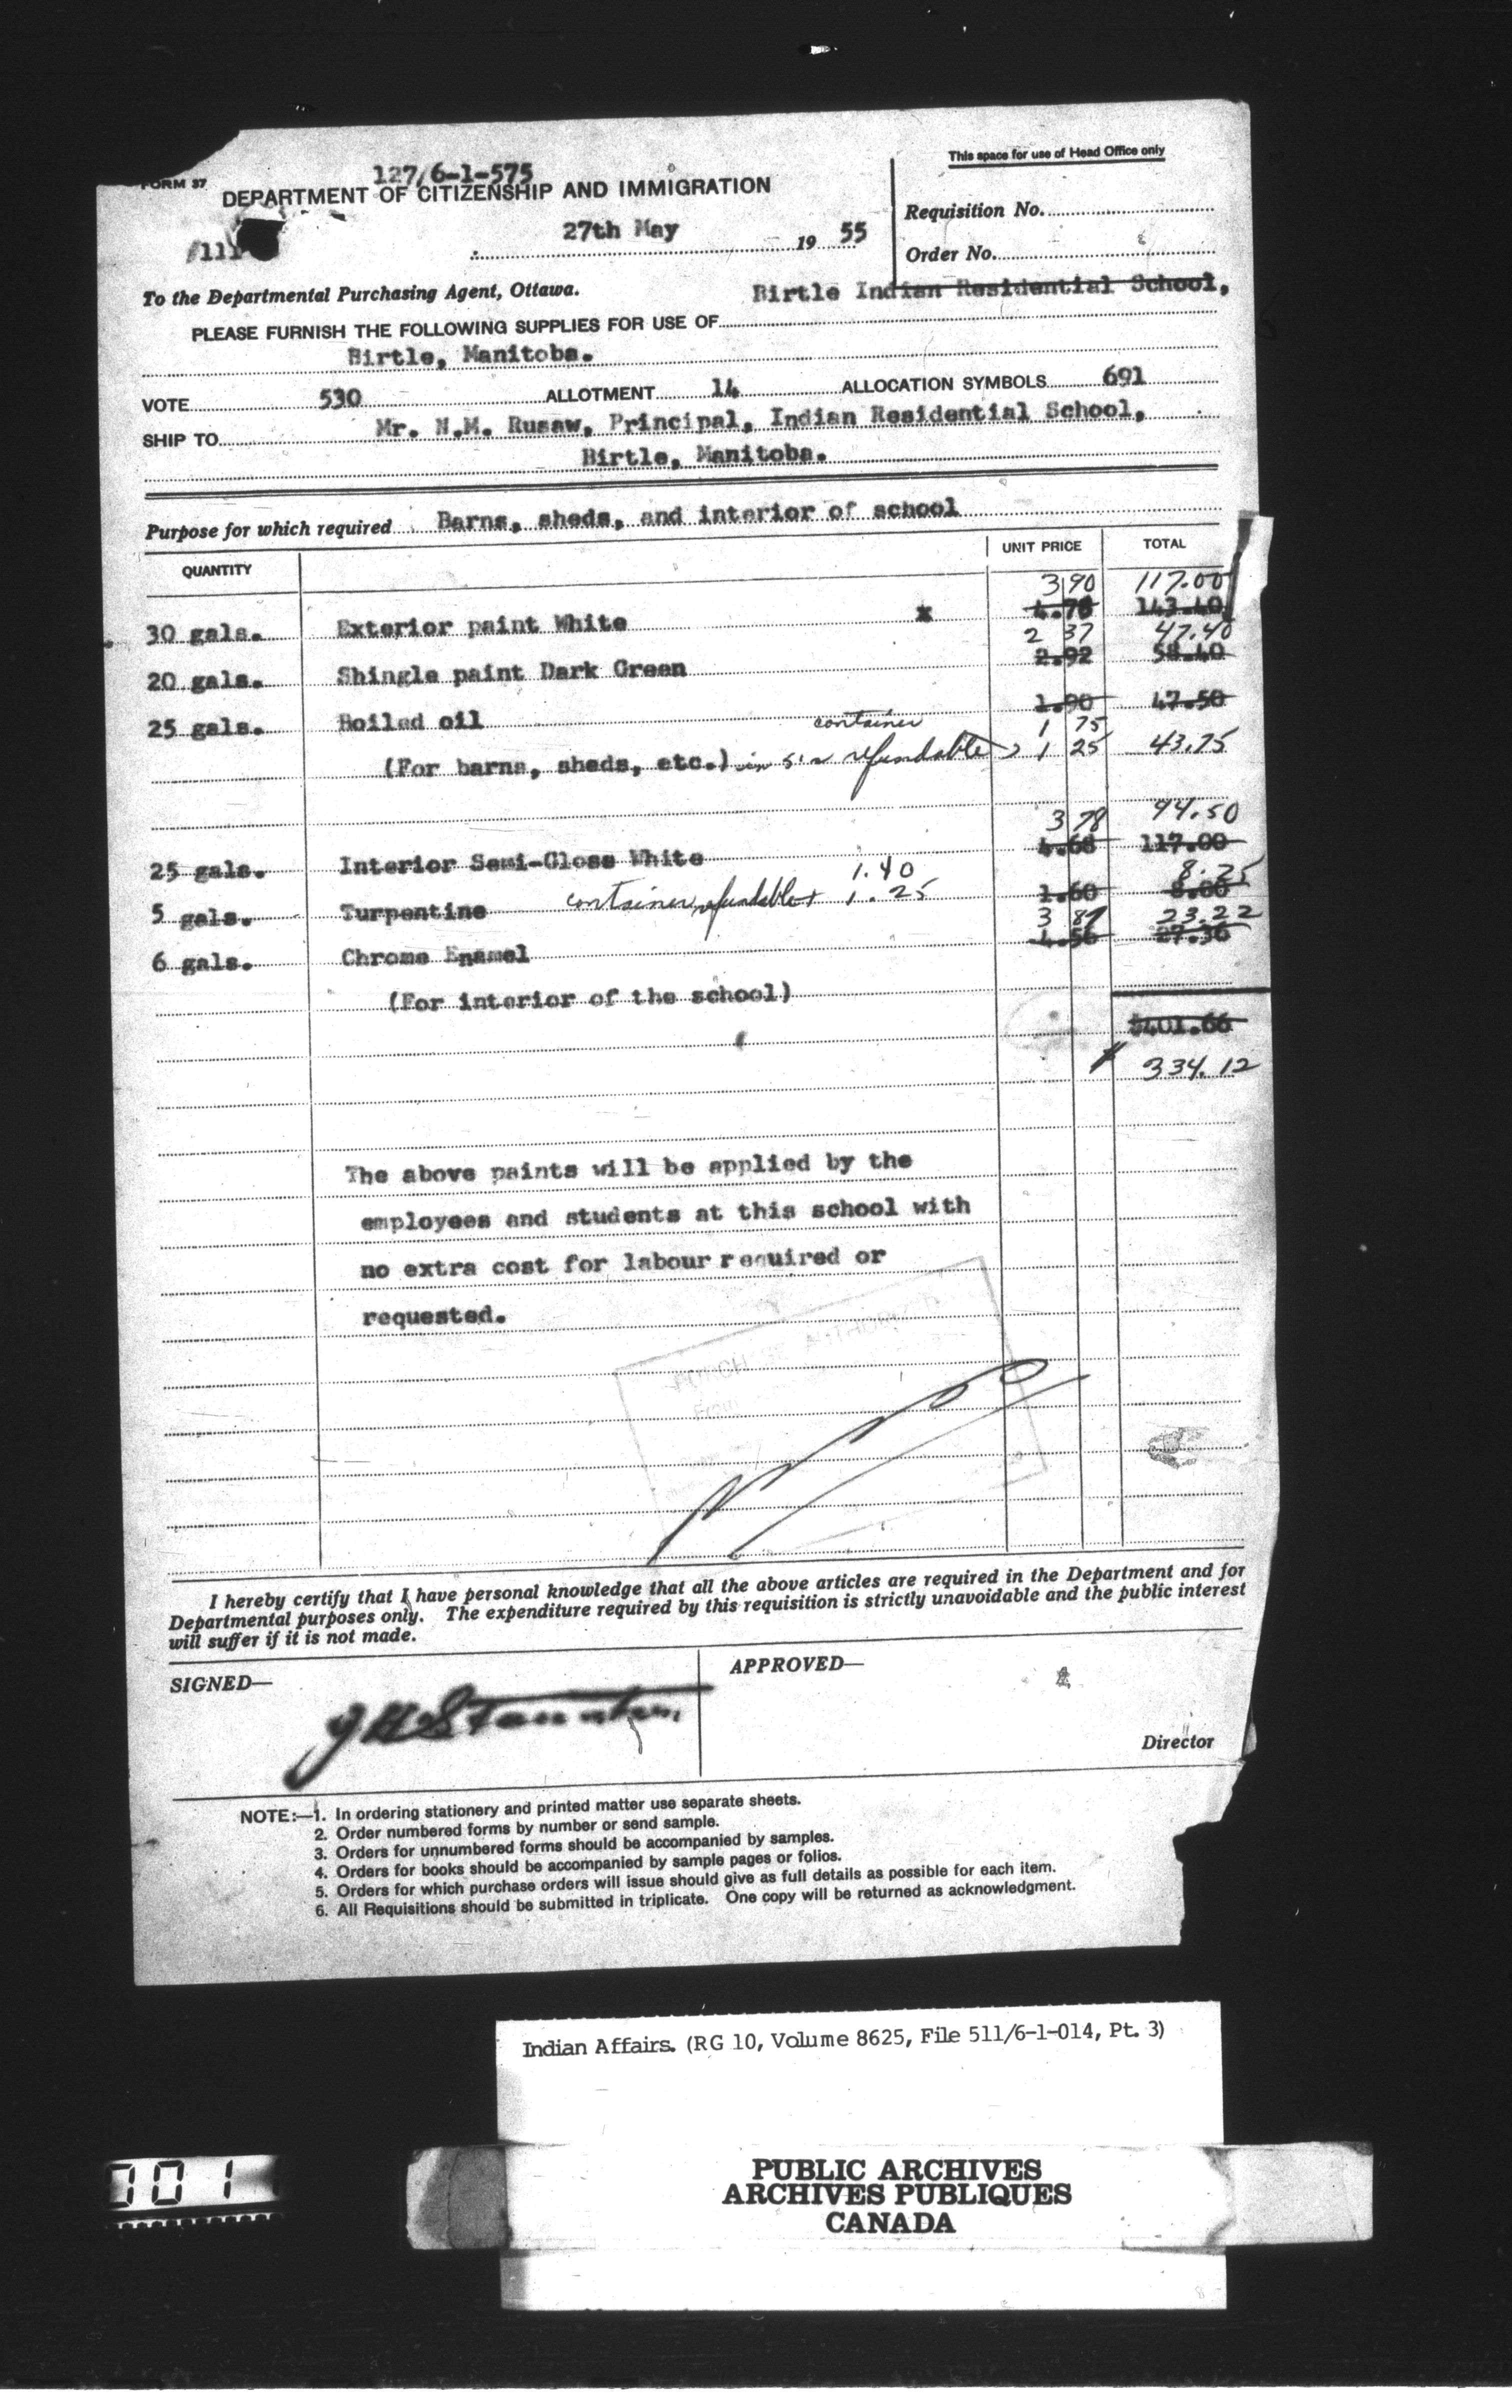 127/6-1-575
FORM 37
DEPARTMENT OF CITIZENSHIP AND IMMIGRATION
This space for use of Head Office only
Requisition No.
27th May 19 55
Order No.
To the Departmental Purchasing Agent, Ottawa.
Birtle Indian Residential School,
PLEASE FURNISH THE FOLLOWING SUPPLIES FOR USE OF
Birtle, Manitoba.
VOTE 530 ALLOTMENT 14 ALLOCATION SYMBOLS 691
SHIP TO Mr. N.M. Rusaw, Principal, Indian Residential School,
Birtle, Manitoba.
Purpose for which required Barns, sheds, and interior of school
QUANTITY UNIT PRICE TOTAL
3 90 117.00
30 gals. Exterior paint White x 4.78 143.40
2 37 47.40
20 gals. Shingle paint Dark Green 2.92 58.40
25 gals. Boiled oil 1.90 47.50
container 1 75
(For barns, sheds, etc.) in refundable 1 25 43.75
3 78 94.50
25 gals. Interior Semi-Gloss White 4.68 117.00
1.40 8.25
5 gals. Turpentine container refundable + 1.25 1.60 8.00
3 87 23.22
6 gals. Chrome Enamel 4.56 27.36
(For interior of the school)
$401.66
$ 334.12
The above paints will be applied by the
employees and students at this school with
no extra cost for labour required or
requested.
I hereby certify that I have personal knowledge that all the above articles are required in the Department and for
Departmental purposes only. The expenditure required by this requisition is strictly unavoidable and the public interest
will suffer if it is not made.
SIGNED—
APPROVED—
Director
NOTE:—1. In ordering stationery and printed matter use separate sheets.
2. Order numbered forms by number or send sample.
3. Orders for unnumbered forms should be accompanied by samples.
4. Orders for books should be accompanied by sample pages or folios.
5. Orders for which purchase orders will issue should give as full details as possible for each item.
6. All Requisitions should be submitted in triplicate. One copy will be returned as acknowledgment.
Indian Affairs. (RG 10, Volume 8625, File 511/6-1-014, Pt. 3)
001
PUBLIC ARCHIVES
ARCHIVES PUBLIQUES
CANADA